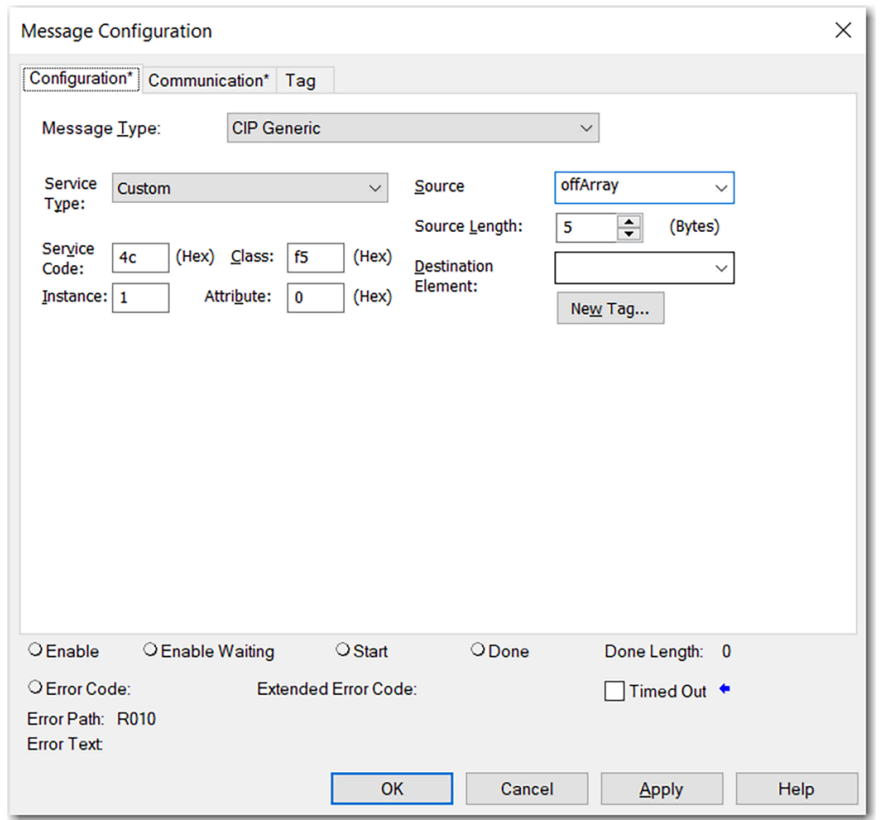 Message Configuration
Configuration* Communication* Tag
Message Type: CIP Generic
Service Type: Custom
Source offArray
Source Length: 5 (Bytes)
Service Code: 4c (Hex) Class: f5 (Hex)
Destination Element:
Instance: 1 Attribute: 0 (Hex)
New Tag...
Enable Enable Waiting Start Done Done Length: 0
Error Code: Extended Error Code: Timed Out
Error Path: R010
Error Text:
OK Cancel Apply Help